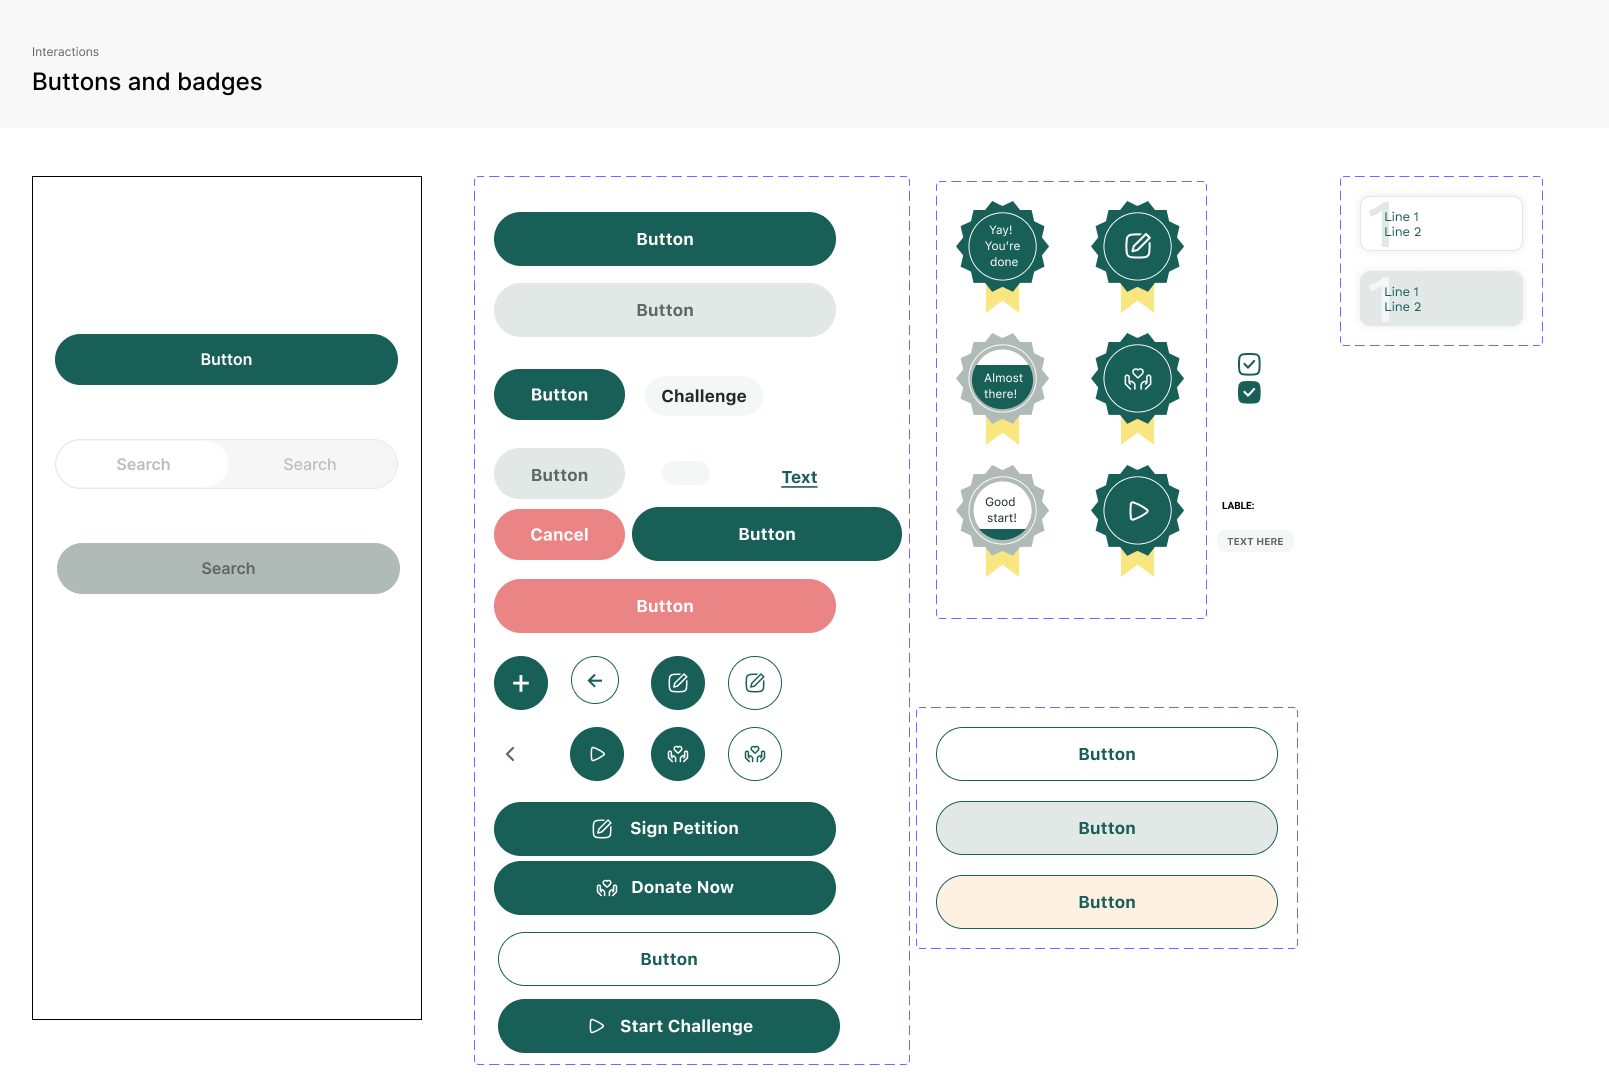 Interactions
Buttons and badges
Button
Search Search
Search
Button
Button
Button Challenge
Button
Text
Cancel Button
Button
Sign Petition
Donate Now
Button
Start Challenge
Yay!
You're
done
Almost
there!
Good
start!
LABLE:
TEXT HERE
1
Line 1
Line 2
1
Line 1
Line 2
Button
Button
Button